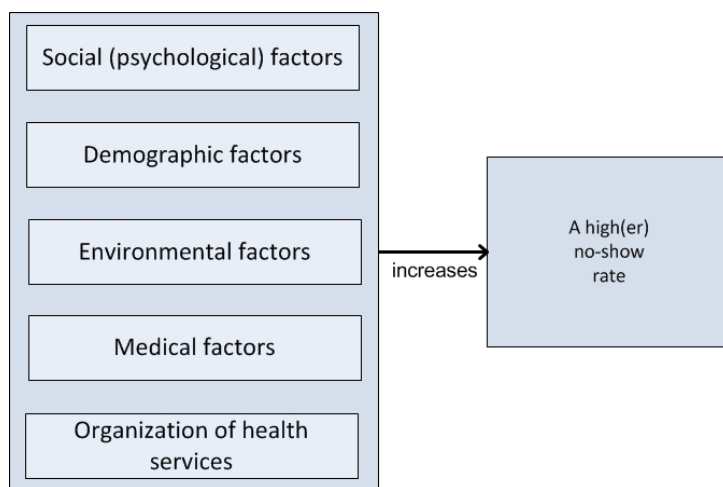 Social (psychological) factors
Demographic factors
Environmental factors
Medical factors
Organization of health
services
increases
A high(er)
no-show
rate